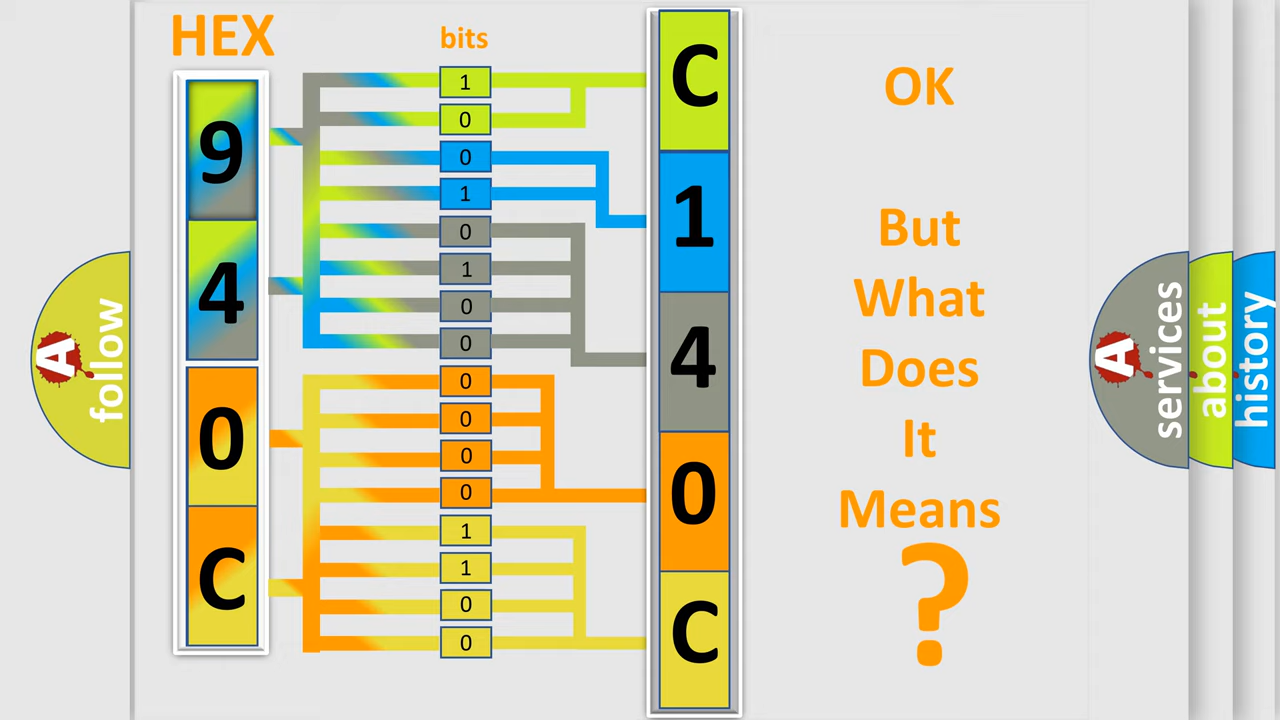 HEX
bits
9
4
0
C
1
0
0
1
0
1
0
0
0
0
0
0
1
1
0
0
C
1
4
0
C
OK
But
What
Does
It
Means
?
A
follow
A
services
about
history